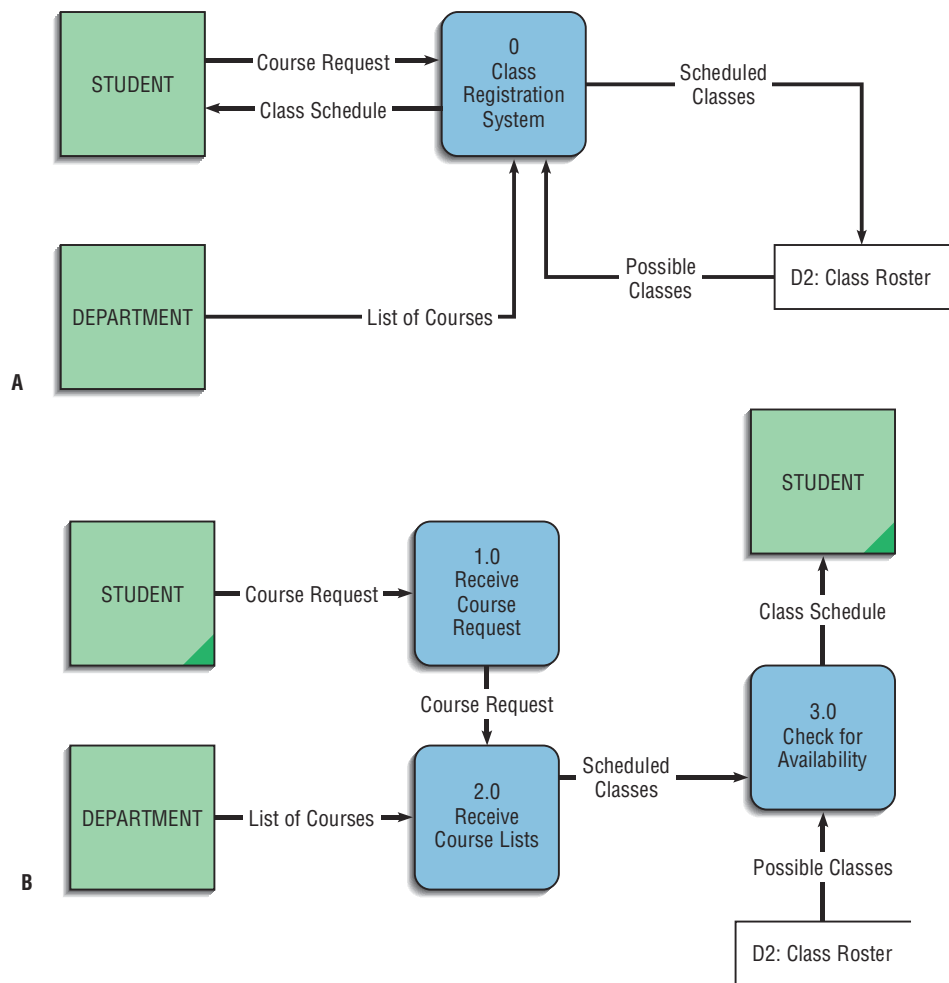 STUDENT
Course Request
Class Schedule
0
Class
Registration
System
Scheduled
Classes
DEPARTMENT
List of Courses
Possible
Classes
D2: Class Roster
A
STUDENT
STUDENT
Course Request
1.0
Receive
Course
Request
Class Schedule
Course Request
3.0
Check for
Availability
DEPARTMENT
List of Courses
2.0
Receive
Course Lists
Scheduled
Classes
Possible Classes
B
D2: Class Roster